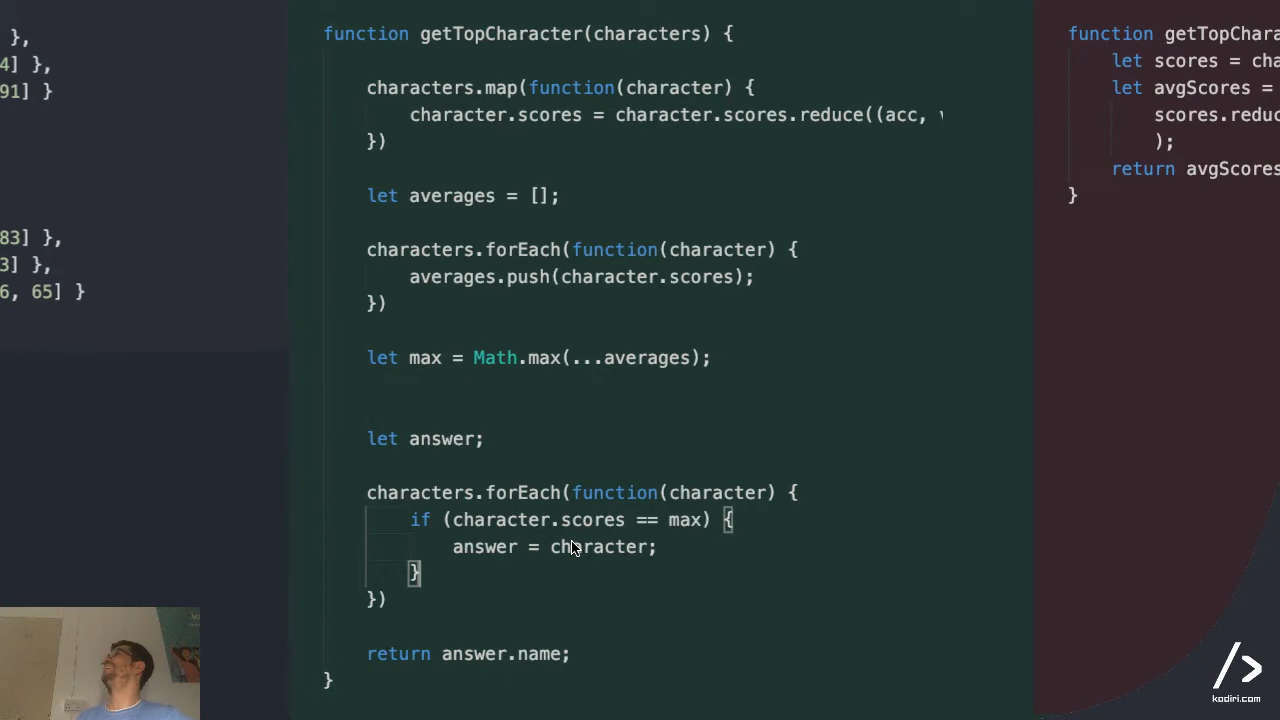 },
4] },
91] }
83] },
3] },
6, 65] }
function getTopCharacter(characters) {
characters.map(function(character) {
character.scores = character.scores.reduce((acc,
})
let averages = [];
characters.forEach(function(character) {
averages.push(character.scores);
})
let max = Math.max(...averages);
let answer;
characters.forEach(function(character) {
if (character.scores == max) {
answer = character;
}
})
return answer.name;
}
function getTopChara
let scores = cha
let avgScores =
scores.reduc
);
return avgScores
}
/>
kodiri.com